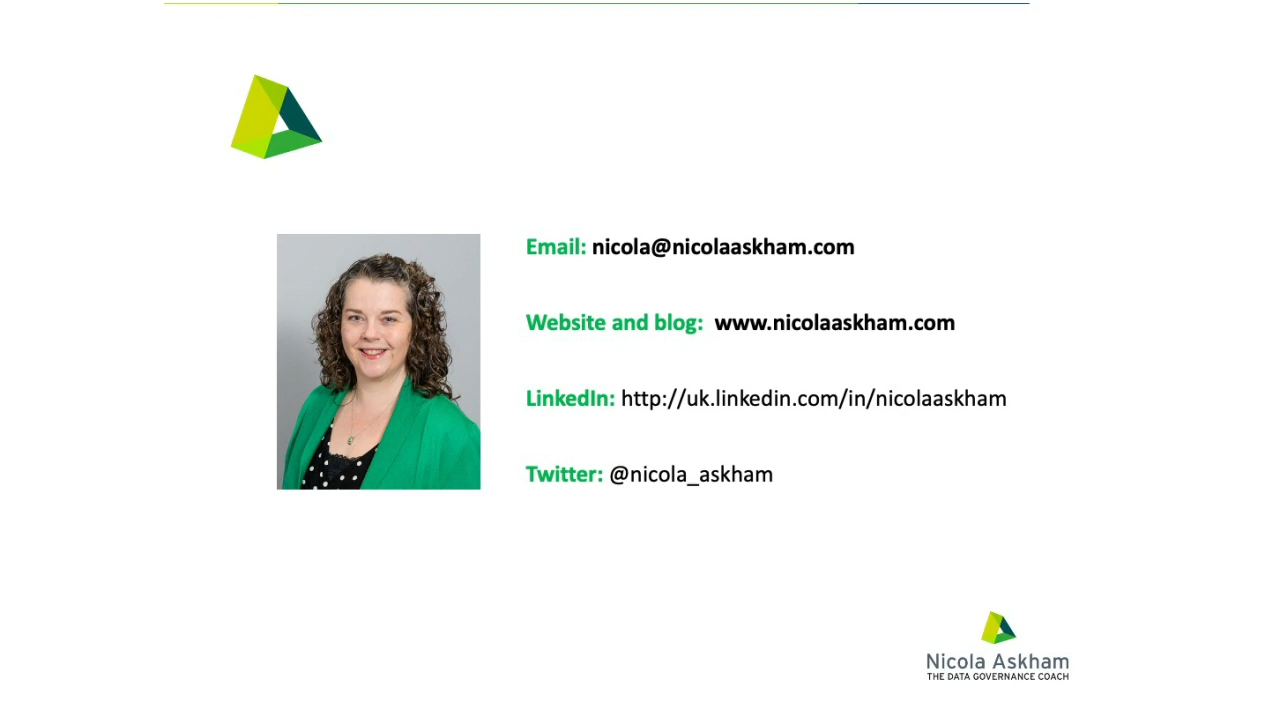 Email: nicola@nicolaaskham.com
Website and blog: www.nicolaaskham.com
LinkedIn: http://uk.linkedin.com/in/nicolaaskham
Twitter: @nicola_askham
Nicola Askham
THE DATA GOVERNANCE COACH